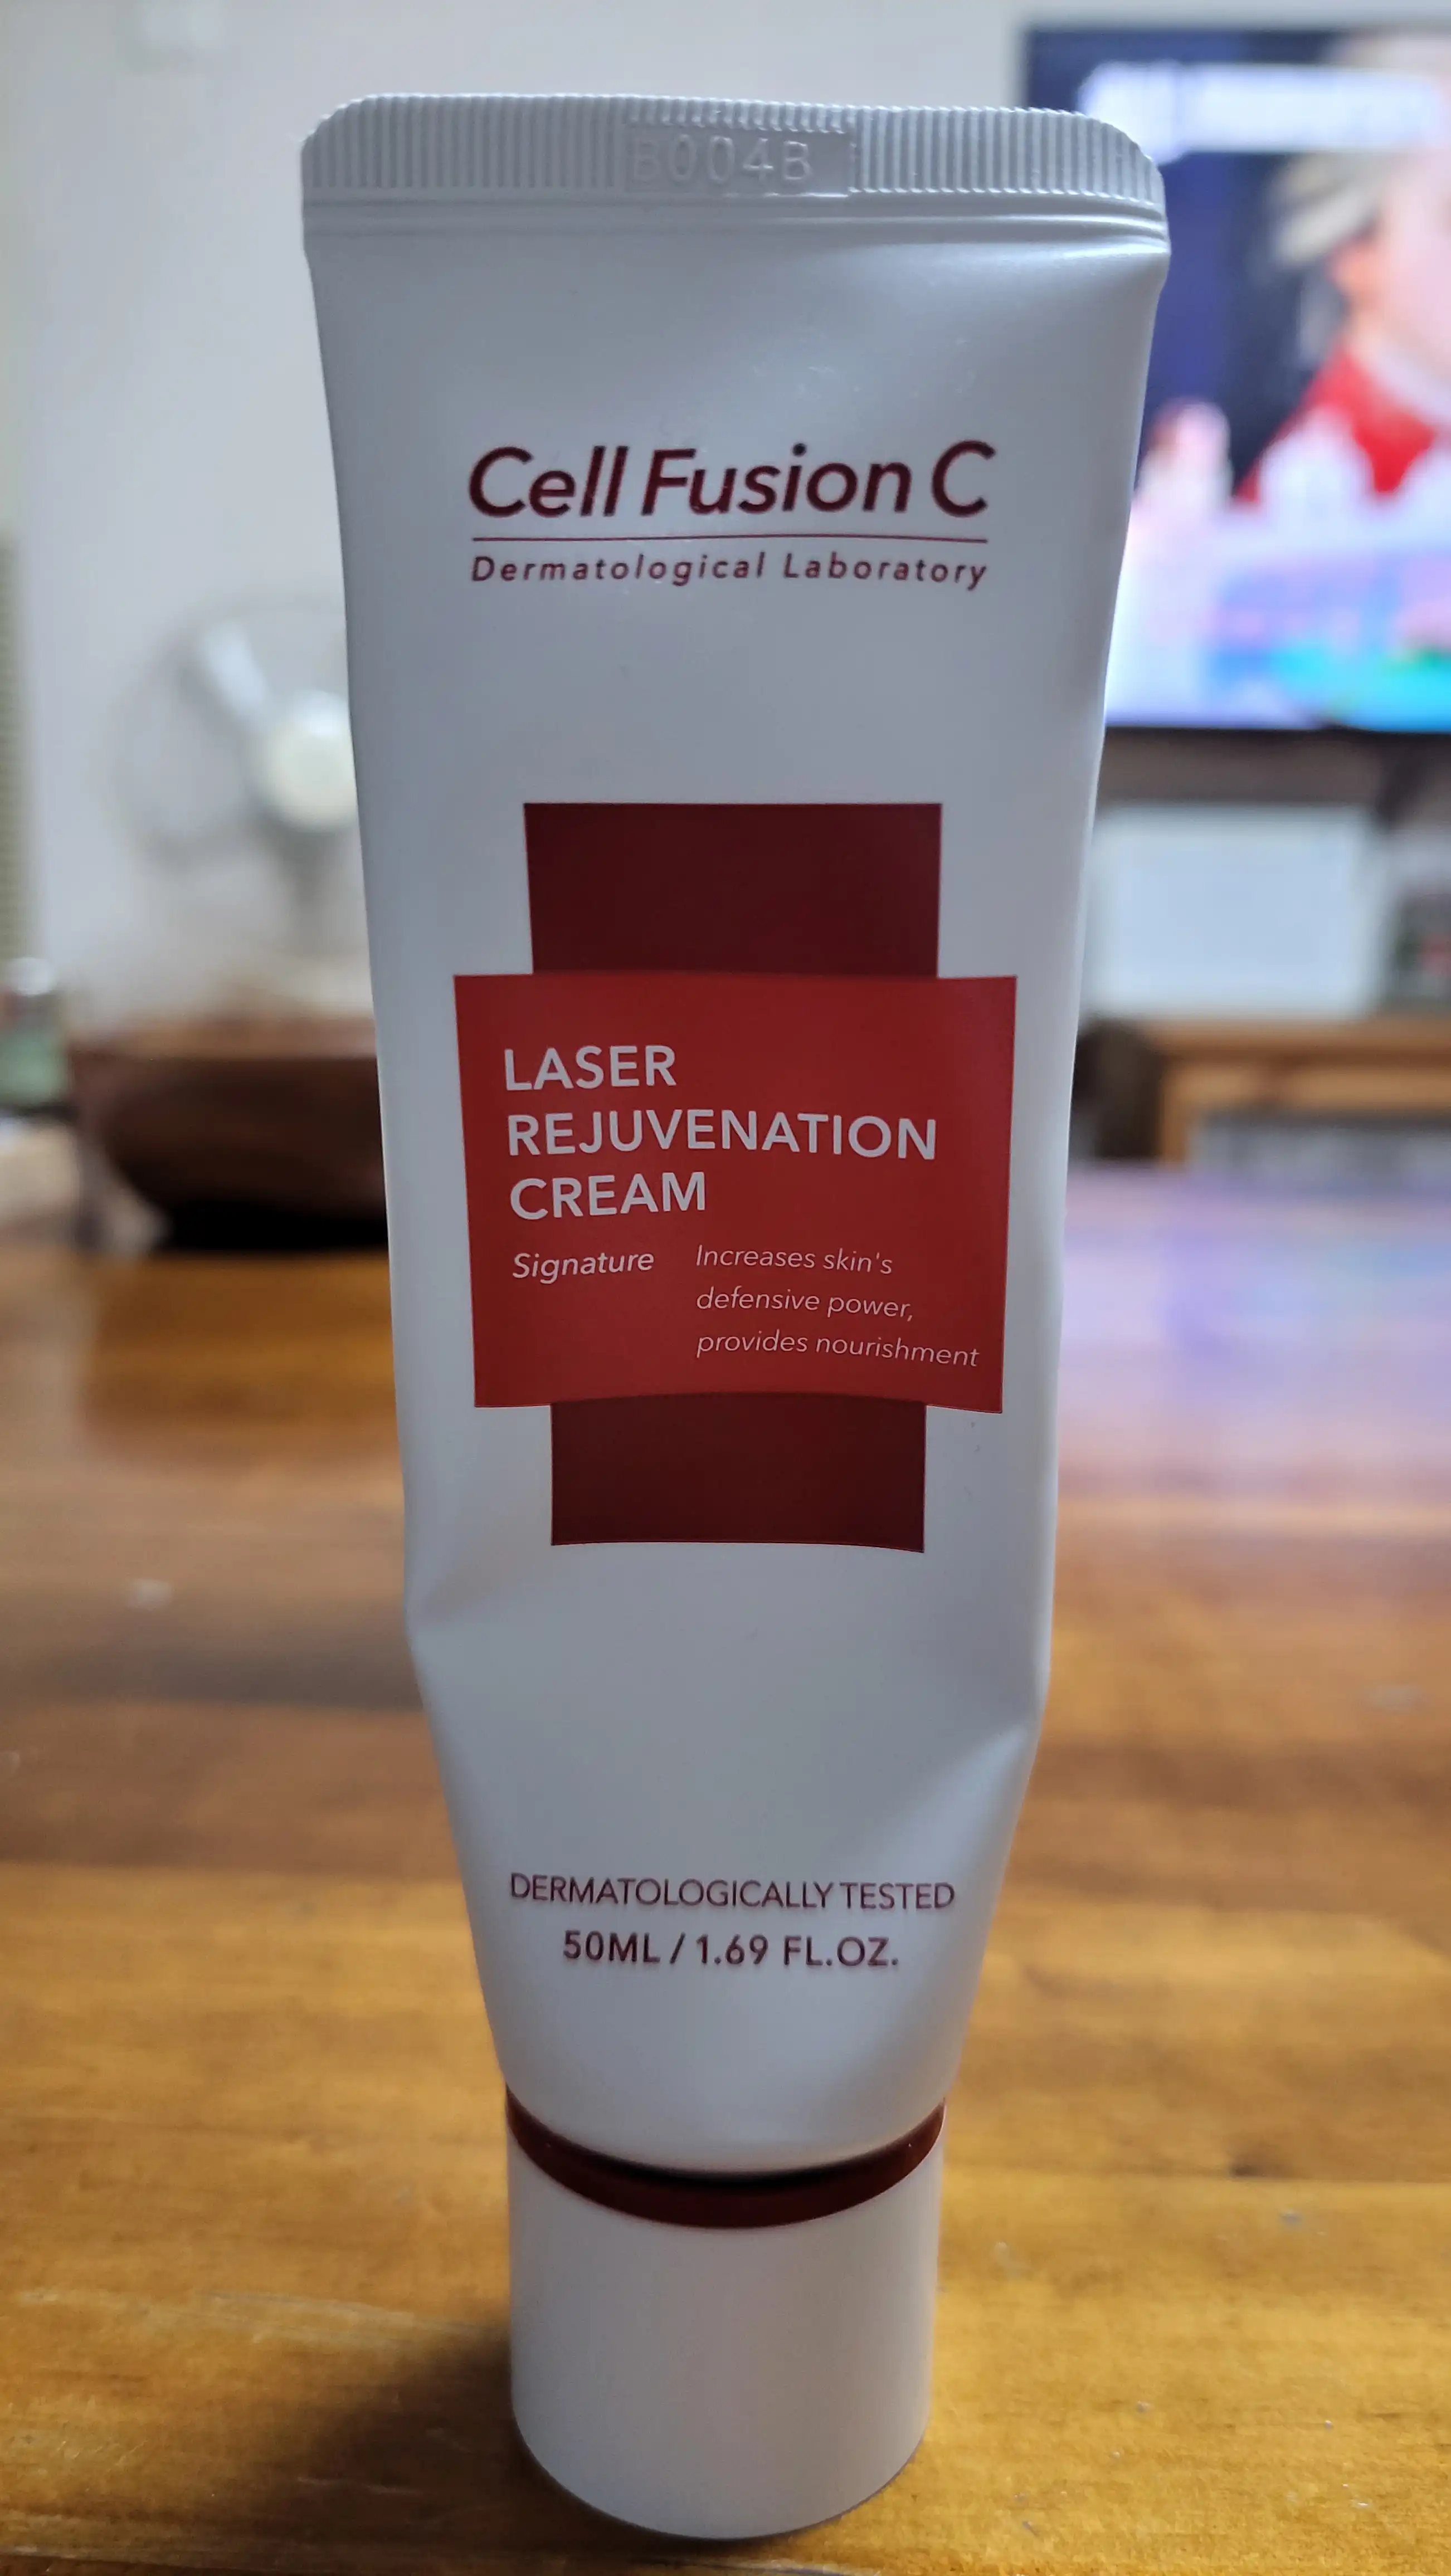 B004B
Cell Fusion C
Dermatological Laboratory
LASER
REJUVENATION
CREAM
Signature
Increases skin's
defensive power,
provides nourishment
DERMATOLOGICALLY TESTED
50ML / 1.69 FL.OZ.